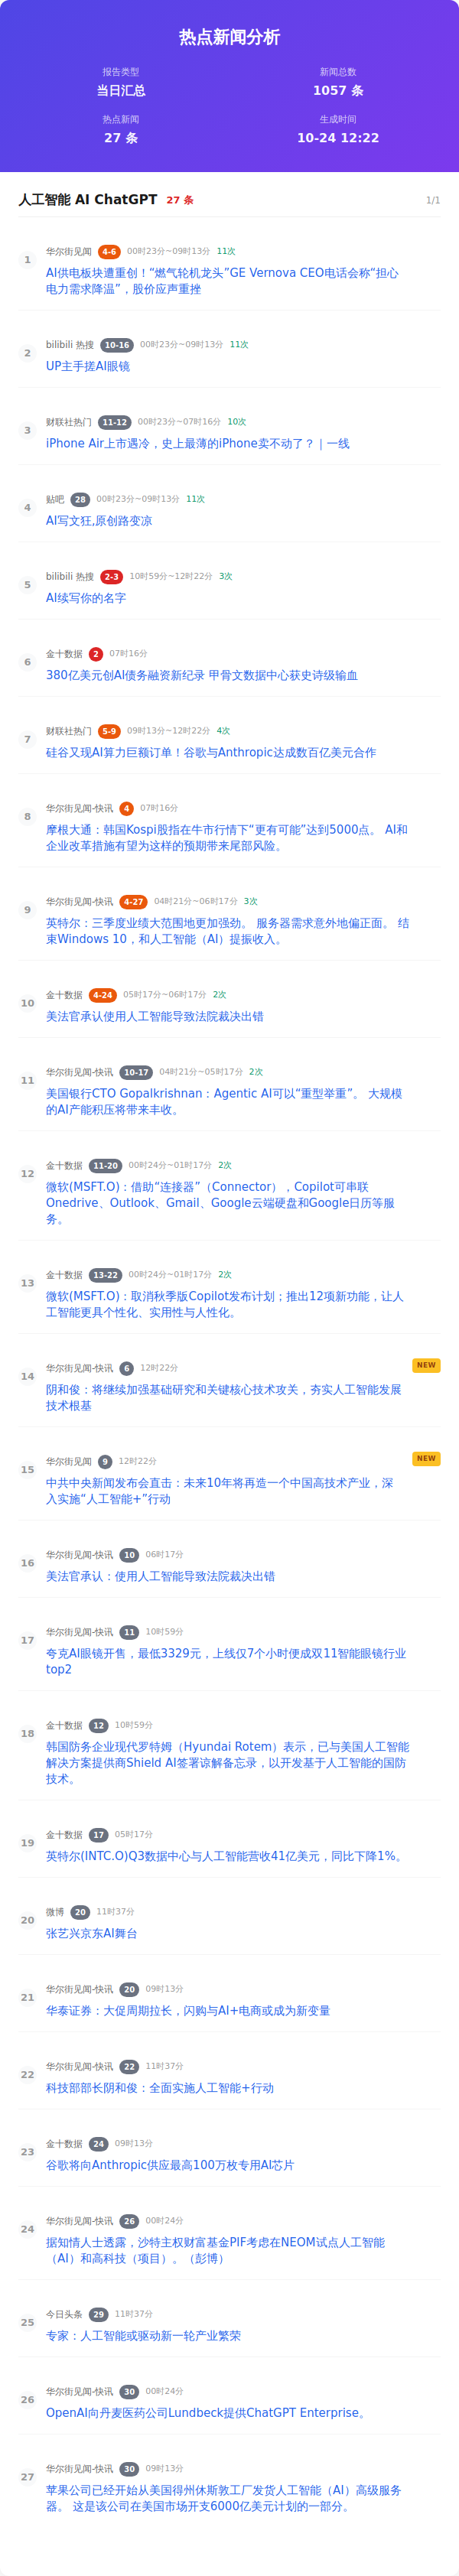 热点新闻分析
报告类型
当日汇总
新闻总数
1057 条
热点新闻
27 条
生成时间
10-24 12:22
人工智能 AI ChatGPT 27 条 1/1
1
华尔街见闻 4-6 00时23分~09时13分 11次
AI供电板块遭重创！“燃气轮机龙头”GE Vernova CEO电话会称“担心
电力需求降温”，股价应声重挫
2
bilibili 热搜 10-16 00时23分~09时13分 11次
UP主手搓AI眼镜
3
财联社热门 11-12 00时23分~07时16分 10次
iPhone Air上市遇冷，史上最薄的iPhone卖不动了？｜一线
4
贴吧 28 00时23分~09时13分 11次
AI写文狂,原创路变凉
5
bilibili 热搜 2-3 10时59分~12时22分 3次
AI续写你的名字
6
金十数据 2 07时16分
380亿美元创AI债务融资新纪录 甲骨文数据中心获史诗级输血
7
财联社热门 5-9 09时13分~12时22分 4次
硅谷又现AI算力巨额订单！谷歌与Anthropic达成数百亿美元合作
8
华尔街见闻-快讯 4 07时16分
摩根大通：韩国Kospi股指在牛市行情下“更有可能”达到5000点。 AI和
企业改革措施有望为这样的预期带来尾部风险。
9
华尔街见闻-快讯 4-27 04时21分~06时17分 3次
英特尔：三季度业绩大范围地更加强劲。 服务器需求意外地偏正面。 结
束Windows 10，和人工智能（AI）提振收入。
10
金十数据 4-24 05时17分~06时17分 2次
美法官承认使用人工智能导致法院裁决出错
11
华尔街见闻-快讯 10-17 04时21分~05时17分 2次
美国银行CTO Gopalkrishnan：Agentic AI可以“重型举重”。 大规模
的AI产能积压将带来丰收。
12
金十数据 11-20 00时24分~01时17分 2次
微软(MSFT.O)：借助“连接器”（Connector），Copilot可串联
Onedrive、Outlook、Gmail、Google云端硬盘和Google日历等服
务。
13
金十数据 13-22 00时24分~01时17分 2次
微软(MSFT.O)：取消秋季版Copilot发布计划；推出12项新功能，让人
工智能更具个性化、实用性与人性化。
14
华尔街见闻-快讯 6 12时22分 NEW
阴和俊：将继续加强基础研究和关键核心技术攻关，夯实人工智能发展
技术根基
15
华尔街见闻 9 12时22分 NEW
中共中央新闻发布会直击：未来10年将再造一个中国高技术产业，深
入实施“人工智能+”行动
16
华尔街见闻-快讯 10 06时17分
美法官承认：使用人工智能导致法院裁决出错
17
华尔街见闻-快讯 11 10时59分
夸克AI眼镜开售，最低3329元，上线仅7个小时便成双11智能眼镜行业
top2
18
金十数据 12 10时59分
韩国防务企业现代罗特姆（Hyundai Rotem）表示，已与美国人工智能
解决方案提供商Shield AI签署谅解备忘录，以开发基于人工智能的国防
技术。
19
金十数据 17 05时17分
英特尔(INTC.O)Q3数据中心与人工智能营收41亿美元，同比下降1%。
20
微博 20 11时37分
张艺兴京东AI舞台
21
华尔街见闻-快讯 20 09时13分
华泰证券：大促周期拉长，闪购与AI+电商或成为新变量
22
华尔街见闻-快讯 22 11时37分
科技部部长阴和俊：全面实施人工智能+行动
23
金十数据 24 09时13分
谷歌将向Anthropic供应最高100万枚专用AI芯片
24
华尔街见闻-快讯 26 00时24分
据知情人士透露，沙特主权财富基金PIF考虑在NEOM试点人工智能
（AI）和高科技（项目）。（彭博）
25
今日头条 29 11时37分
专家：人工智能或驱动新一轮产业繁荣
26
华尔街见闻-快讯 30 00时24分
OpenAI向丹麦医药公司Lundbeck提供ChatGPT Enterprise。
27
华尔街见闻-快讯 30 09时13分
苹果公司已经开始从美国得州休斯敦工厂发货人工智能（AI）高级服务
器。 这是该公司在美国市场开支6000亿美元计划的一部分。